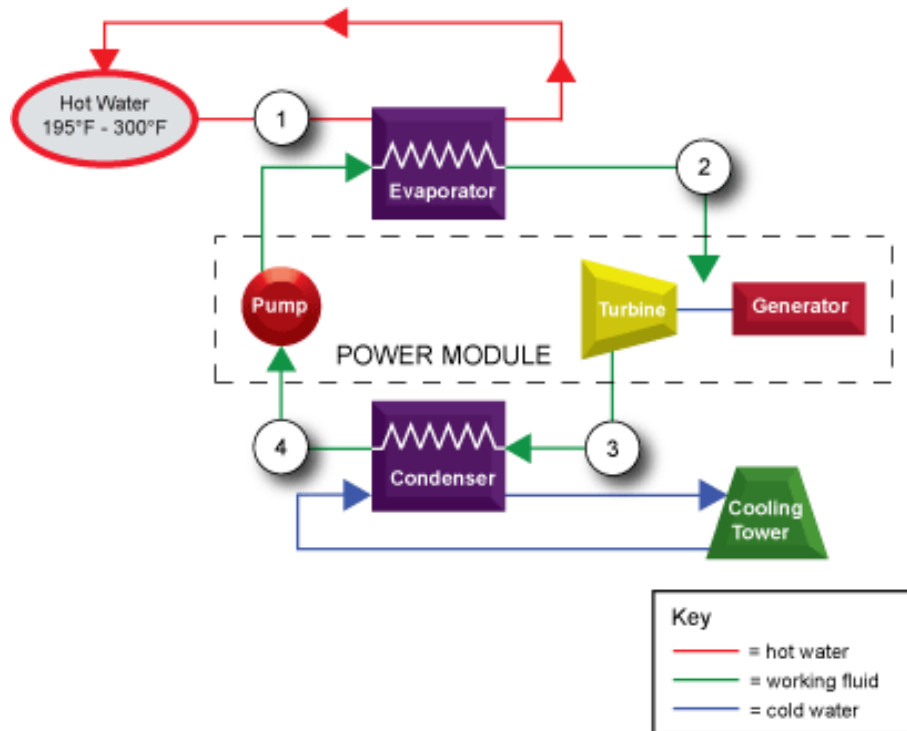 Hot Water
195°F - 300°F
1
Evaporator
2
Pump
Turbine
Generator
POWER MODULE
4
3
Condenser
Cooling
Tower
Key
= hot water
= working fluid
= cold water